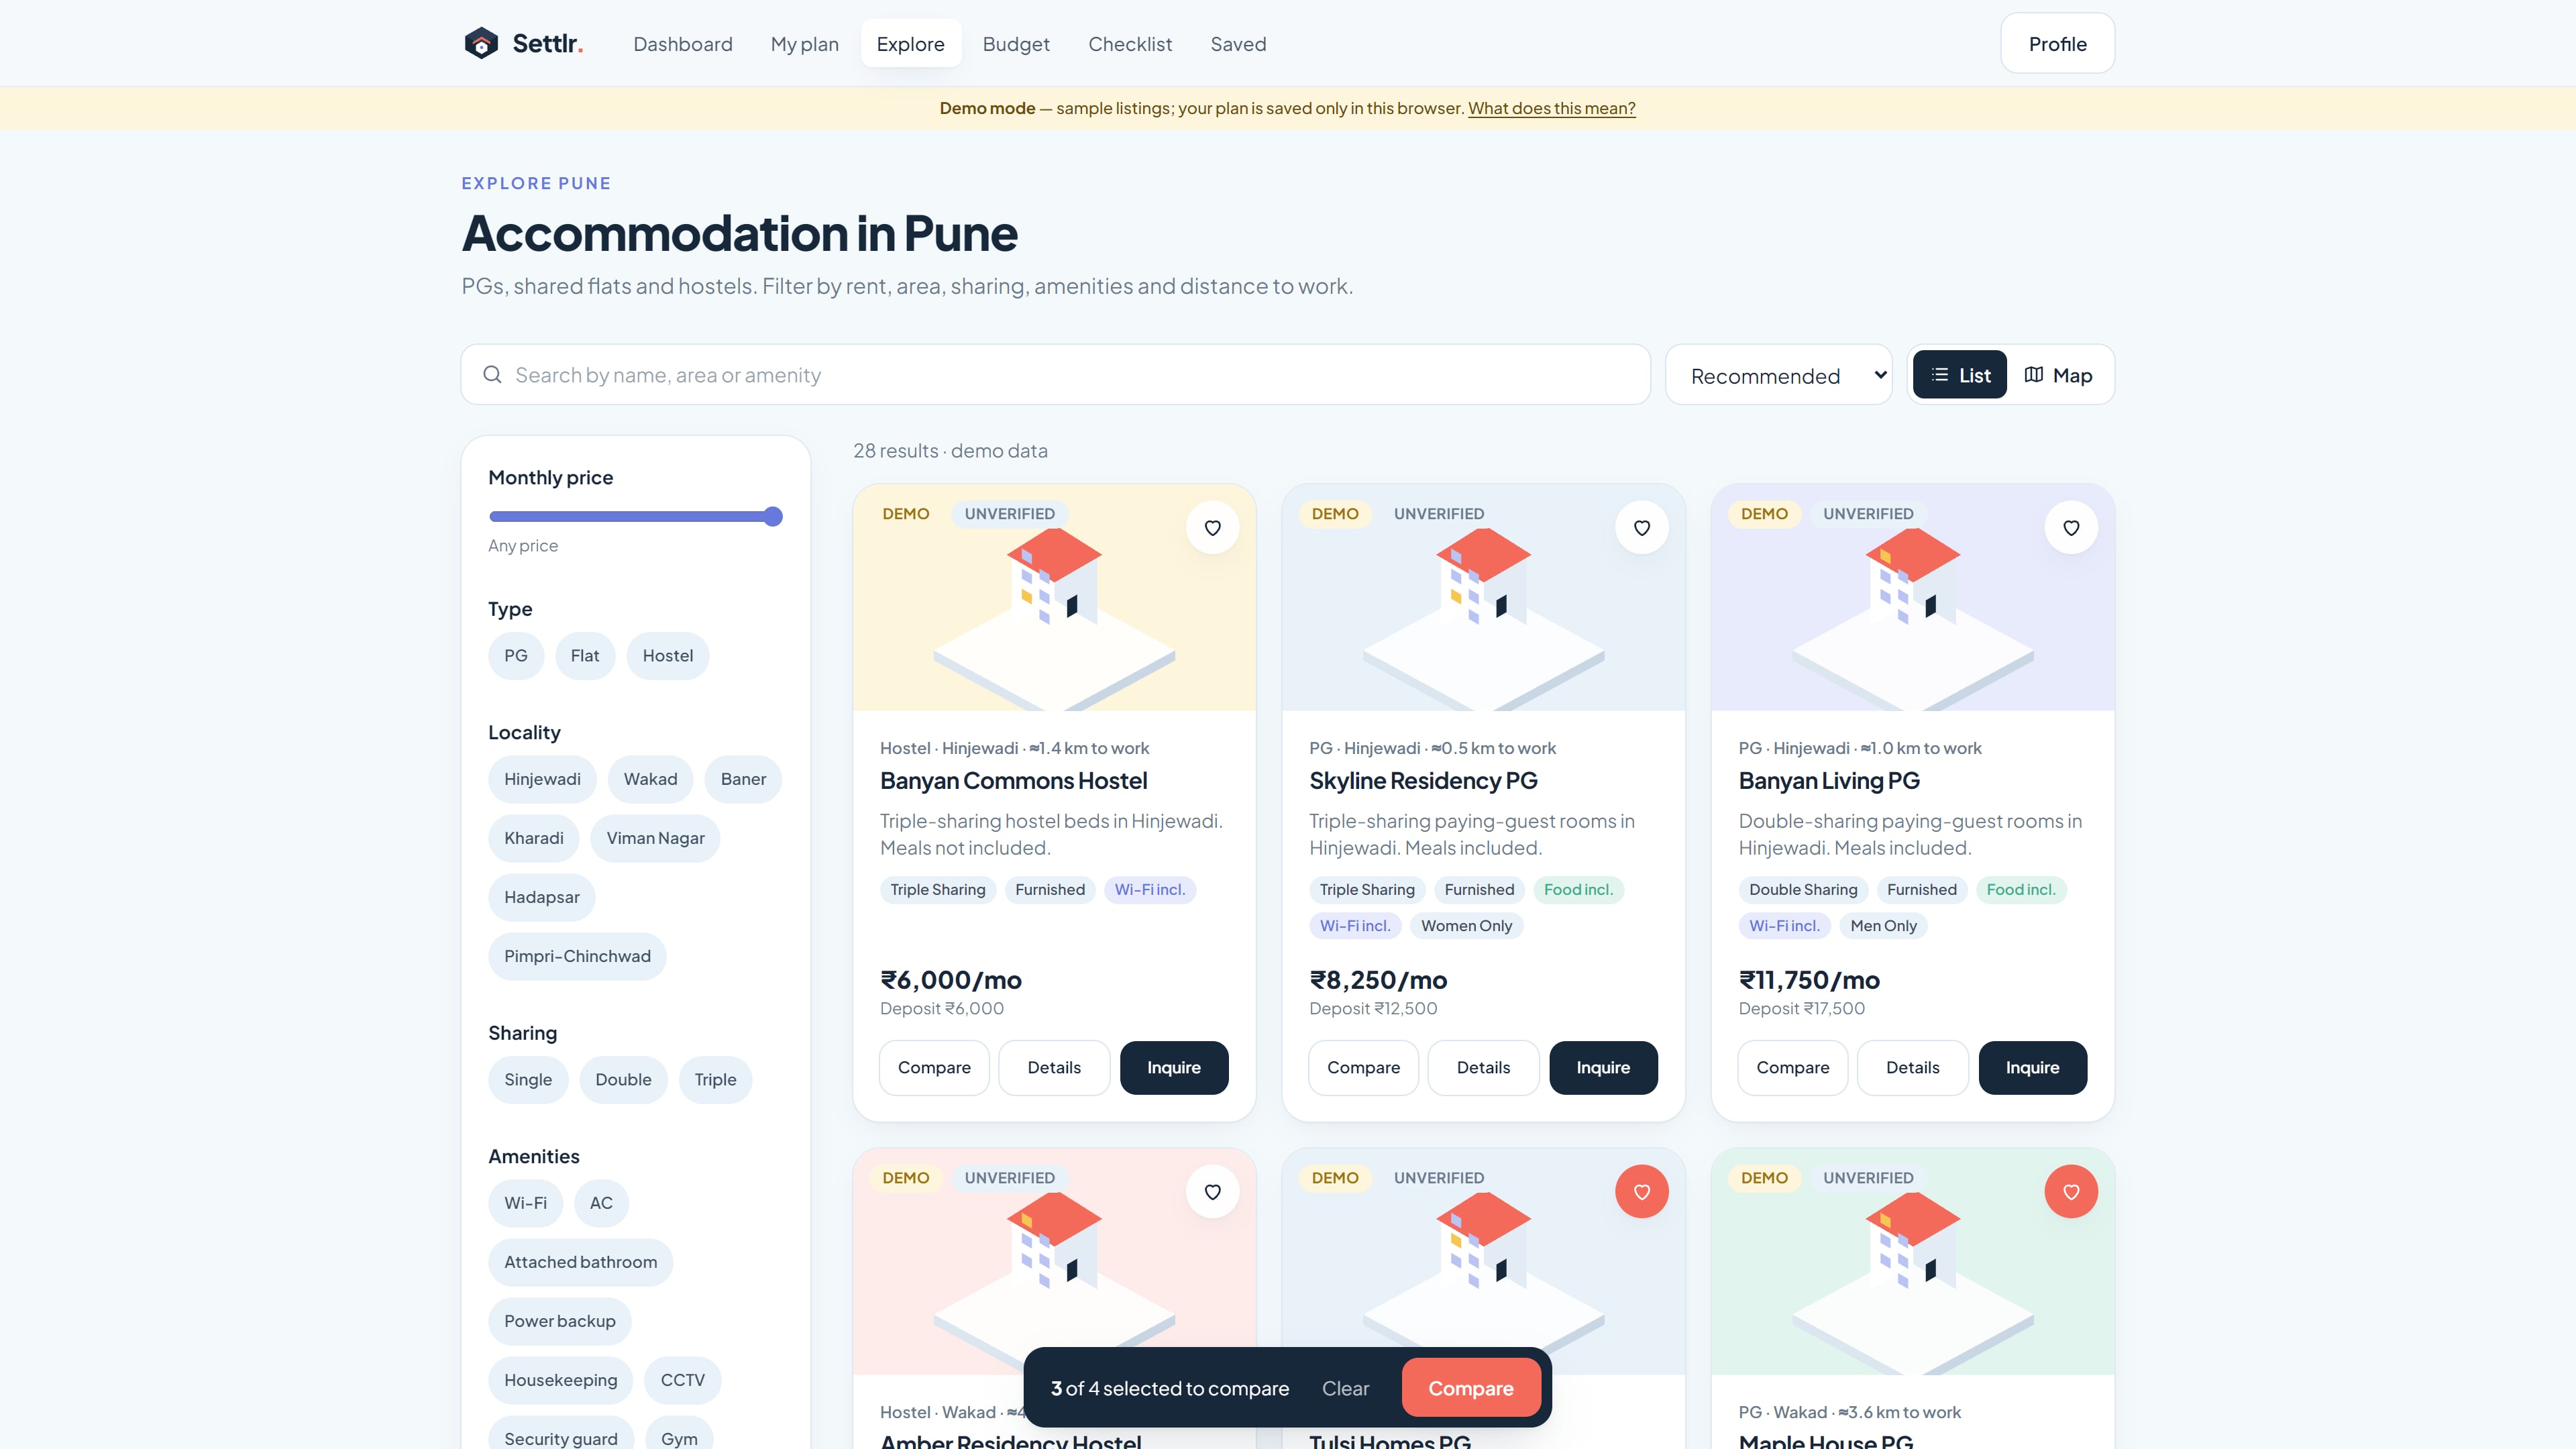 Settlr.
Dashboard
My plan
Explore
Budget
Checklist
Saved
Profile
Demo mode — sample listings; your plan is saved only in this browser. What does this mean?
EXPLORE PUNE
Accommodation in Pune
PGs, shared flats and hostels. Filter by rent, area, sharing, amenities and distance to work.
Search by name, area or amenity
Recommended
List
Map
Monthly price
Any price
Type
PG
Flat
Hostel
Locality
Hinjewadi
Wakad
Baner
Kharadi
Viman Nagar
Hadapsar
Pimpri-Chinchwad
Sharing
Single
Double
Triple
Amenities
Wi-Fi
AC
Attached bathroom
Power backup
Housekeeping
CCTV
Security guard
Gym
28 results · demo data
DEMO
UNVERIFIED
Hostel · Hinjewadi · ≈1.4 km to work
Banyan Commons Hostel
Triple-sharing hostel beds in Hinjewadi.
Meals not included.
Triple Sharing
Furnished
Wi-Fi incl.
₹6,000/mo
Deposit ₹6,000
Compare
Details
Inquire
DEMO
UNVERIFIED
PG · Hinjewadi · ≈0.5 km to work
Skyline Residency PG
Triple-sharing paying-guest rooms in
Hinjewadi. Meals included.
Triple Sharing
Furnished
Food incl.
Wi-Fi incl.
Women Only
₹8,250/mo
Deposit ₹12,500
Compare
Details
Inquire
DEMO
UNVERIFIED
PG · Hinjewadi · ≈1.0 km to work
Banyan Living PG
Double-sharing paying-guest rooms in
Hinjewadi. Meals included.
Double Sharing
Furnished
Food incl.
Wi-Fi incl.
Men Only
₹11,750/mo
Deposit ₹17,500
Compare
Details
Inquire
DEMO
UNVERIFIED
Hostel · Wakad · ≈4
Amber Residency Hostel
DEMO
UNVERIFIED
Tulsi Homes PG
DEMO
UNVERIFIED
PG · Wakad · ≈3.6 km to work
Maple House PG
3 of 4 selected to compare
Clear
Compare